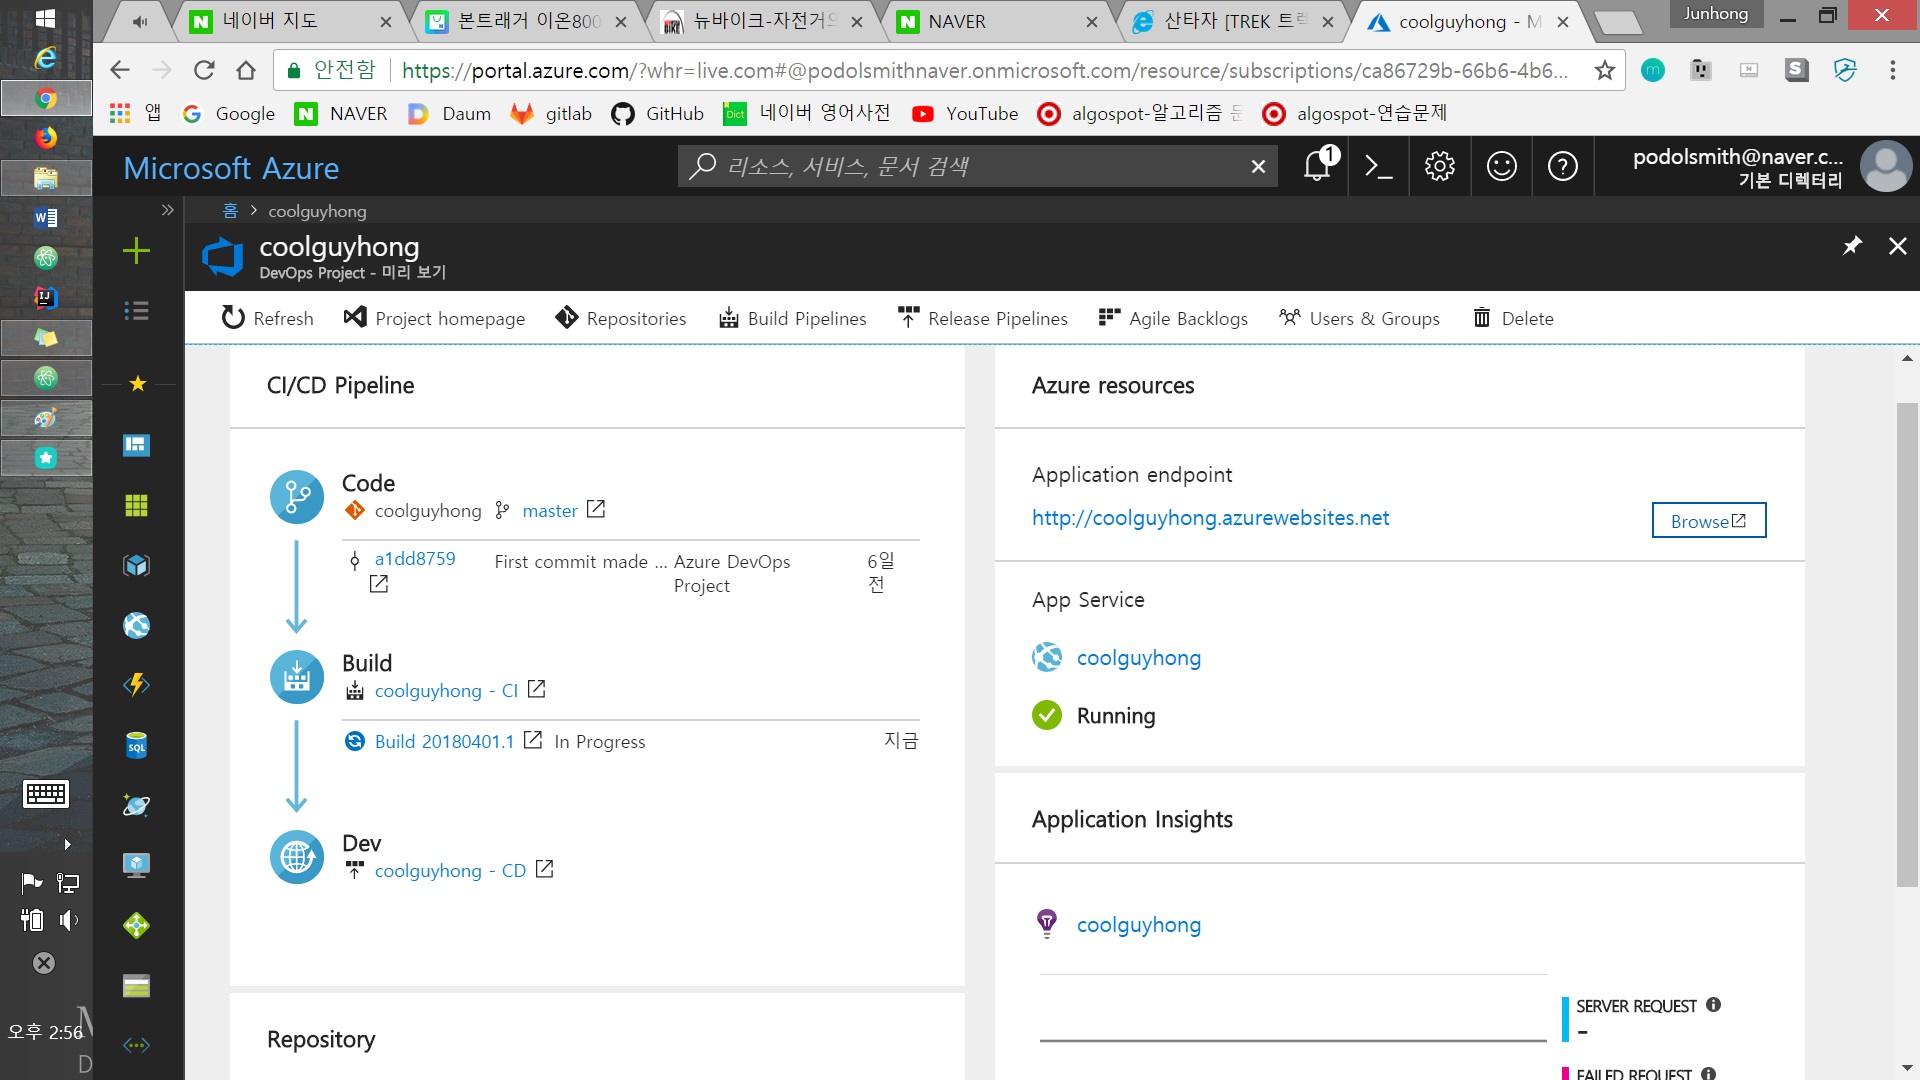 네이버 지도
본트래거 이온800
뉴바이크-자전거의
NAVER
산타자 [TREK 트렉
coolguyhong - M
Junhong
안전함
https://portal.azure.com/?whr=live.com#@podolsmithnaver.onmicrosoft.com/resource/subscriptions/ca86729b-66b6-4b6...
앱
Google
NAVER
Daum
gitlab
GitHub
네이버 영어사전
YouTube
algospot-알고리즘 문
algospot-연습문제
Microsoft Azure
리소스, 서비스, 문서 검색
1
podolsmith@naver.c...
기본 디렉터리
홈 > coolguyhong
coolguyhong
DevOps Project - 미리 보기
Refresh
Project homepage
Repositories
Build Pipelines
Release Pipelines
Agile Backlogs
Users & Groups
Delete
CI/CD Pipeline
Code
coolguyhong master
a1dd8759 First commit made ... Azure DevOps 6일
Project 전
Build
coolguyhong - CI
Build 20180401.1 In Progress 지금
Dev
coolguyhong - CD
Repository
Azure resources
Application endpoint
http://coolguyhong.azurewebsites.net
Browse
App Service
coolguyhong
Running
Application Insights
coolguyhong
SERVER REQUEST
-
FAILED REQUEST
오후 2:56